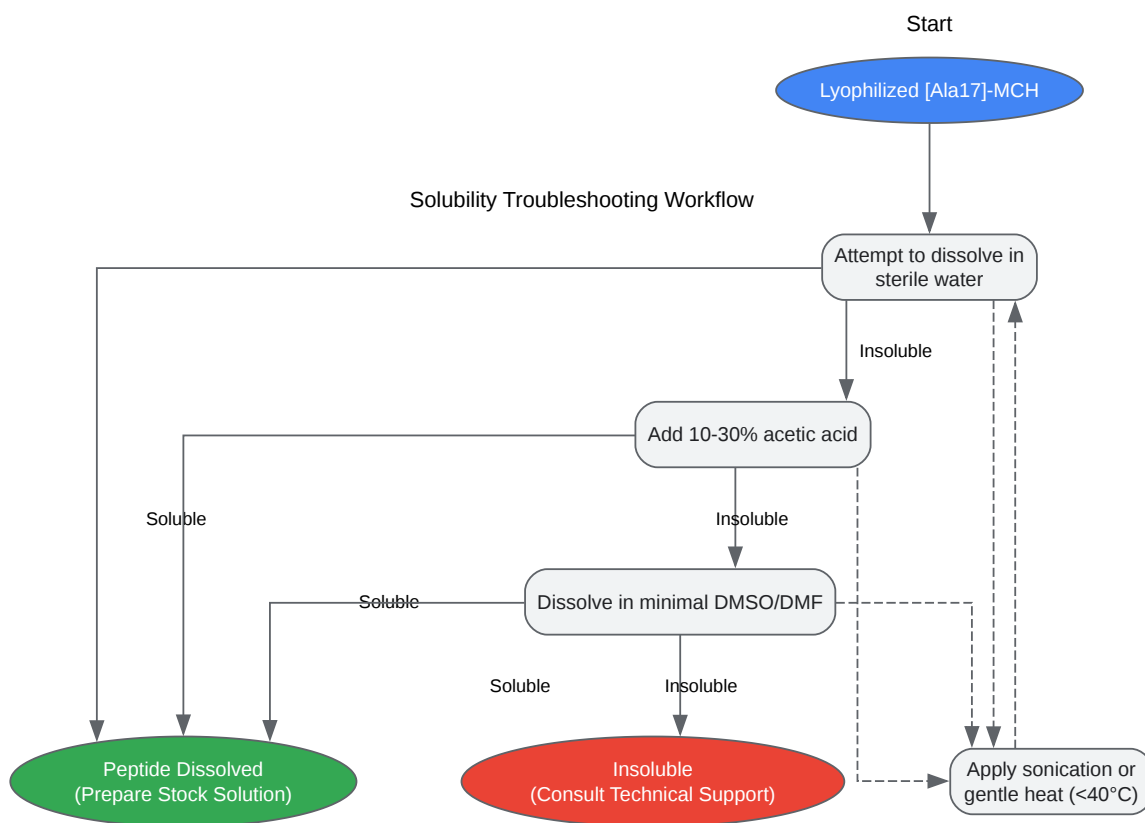 Start
Lyophilized [Ala17]-MCH
Solubility Troubleshooting Workflow
Attempt to dissolve in
sterile water
Insoluble
Add 10-30% acetic acid
Soluble
Insoluble
Dissolve in minimal DMSO/DMF
Soluble
Soluble
Insoluble
Peptide Dissolved
(Prepare Stock Solution)
Insoluble
(Consult Technical Support)
Apply sonication or
gentle heat (<40°C)